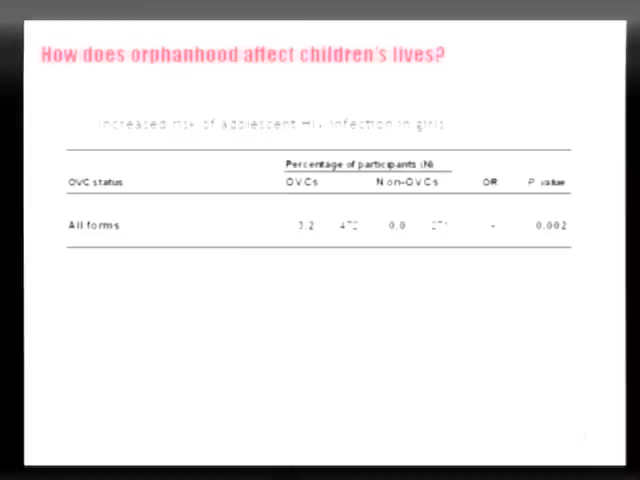 How does orphanhood affect children's lives?
Increased risk of adolescent HIV infection in girls
Percentage of participants (N)
OVC status OVCs Non-OVCs OR P value
All forms 3.2 0.0 - 0.002